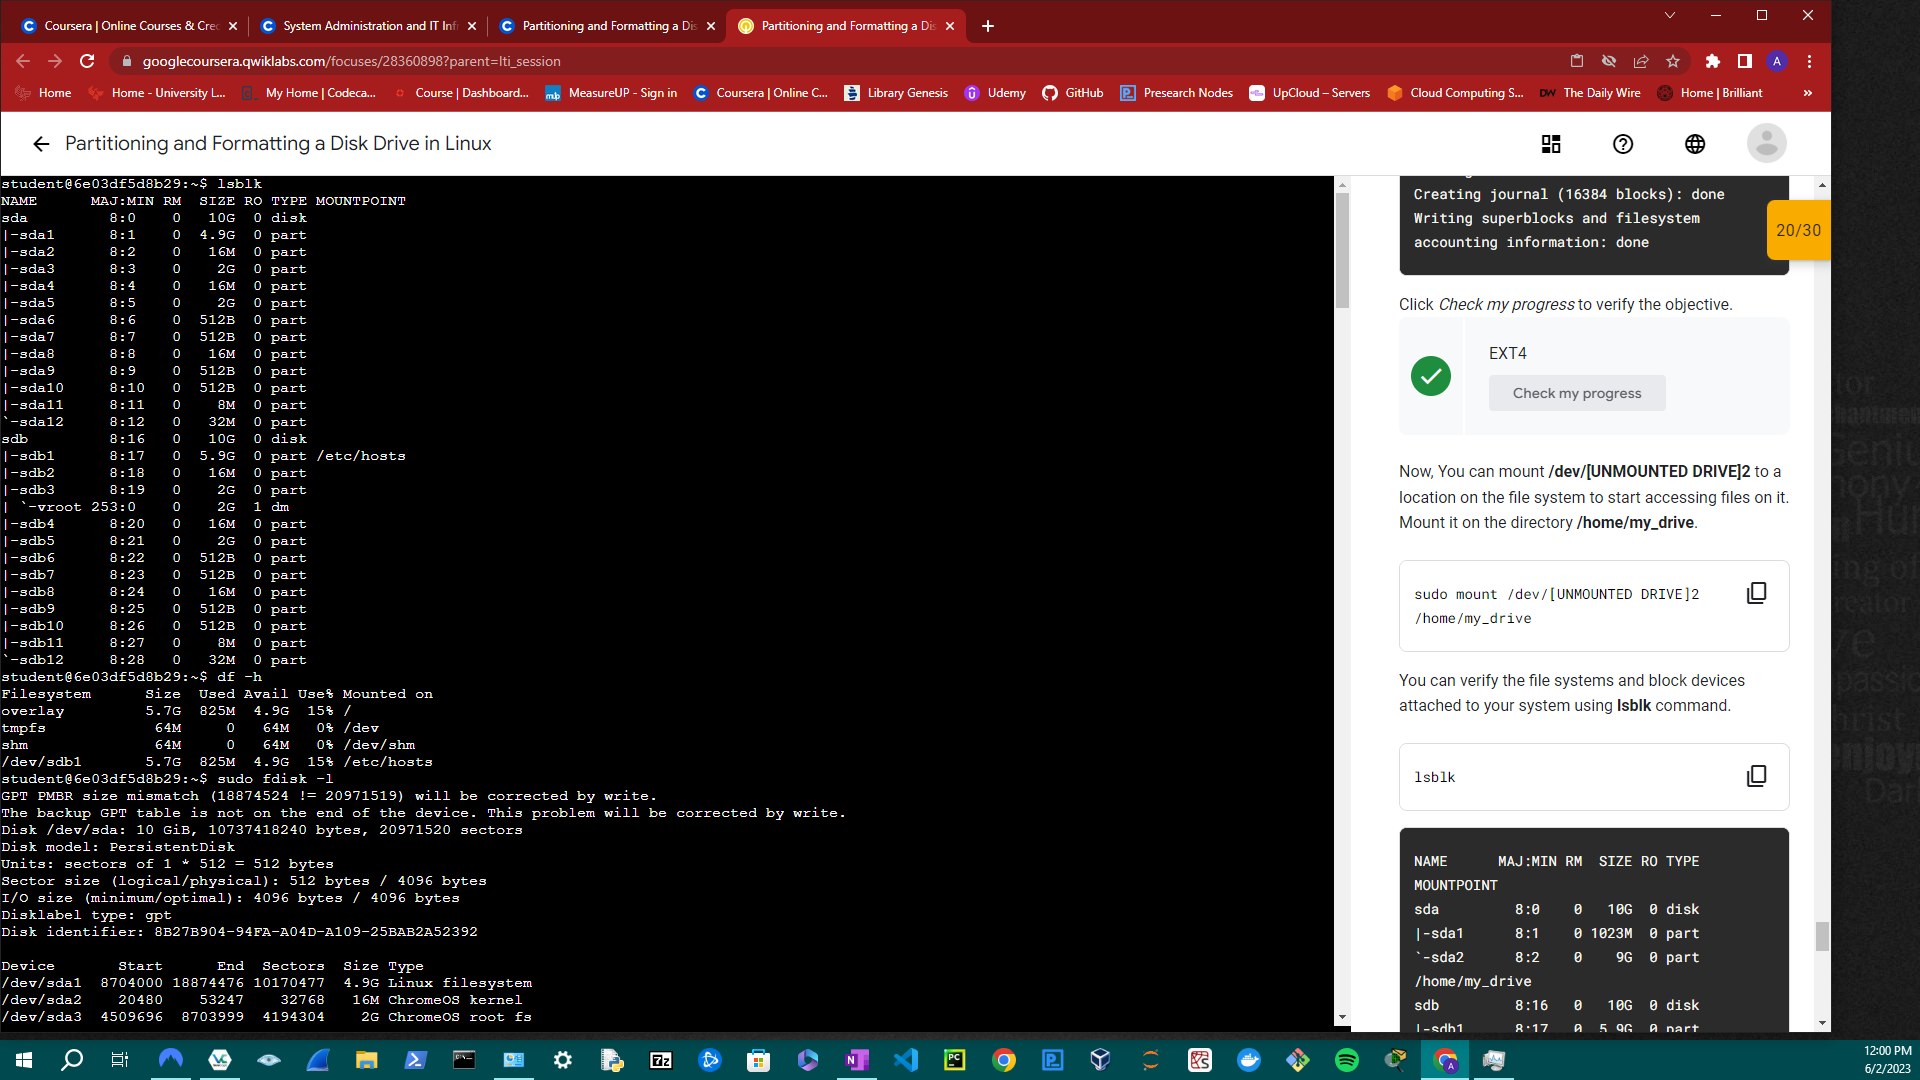 Coursera | Online Courses & Cre
System Administration and IT Inf
Partitioning and Formatting a Dis
Partitioning and Formatting a Dis
googlecoursera.qwiklabs.com/focuses/28360898?parent=lti_session
A
Home
Home - University L...
My Home | Codeca...
Course | Dashboard...
MeasureUP - Sign in
Coursera | Online C...
Library Genesis
Udemy
GitHub
Presearch Nodes
UpCloud – Servers
Cloud Computing S...
DW The Daily Wire
Home | Brilliant
»
Partitioning and Formatting a Disk Drive in Linux
student@6e03df5d8b29:~$ lsblk
NAME MAJ:MIN RM SIZE RO TYPE MOUNTPOINT
sda 8:0 0 10G 0 disk
|-sda1 8:1 0 4.9G 0 part
|-sda2 8:2 0 16M 0 part
|-sda3 8:3 0 2G 0 part
|-sda4 8:4 0 16M 0 part
|-sda5 8:5 0 2G 0 part
|-sda6 8:6 0 512B 0 part
|-sda7 8:7 0 512B 0 part
|-sda8 8:8 0 16M 0 part
|-sda9 8:9 0 512B 0 part
|-sda10 8:10 0 512B 0 part
|-sda11 8:11 0 8M 0 part
`-sda12 8:12 0 32M 0 part
sdb 8:16 0 10G 0 disk
|-sdb1 8:17 0 5.9G 0 part /etc/hosts
|-sdb2 8:18 0 16M 0 part
|-sdb3 8:19 0 2G 0 part
| `-vroot 253:0 0 2G 1 dm
|-sdb4 8:20 0 16M 0 part
|-sdb5 8:21 0 2G 0 part
|-sdb6 8:22 0 512B 0 part
|-sdb7 8:23 0 512B 0 part
|-sdb8 8:24 0 16M 0 part
|-sdb9 8:25 0 512B 0 part
|-sdb10 8:26 0 512B 0 part
|-sdb11 8:27 0 8M 0 part
`-sdb12 8:28 0 32M 0 part
student@6e03df5d8b29:~$ df -h
Filesystem Size Used Avail Use% Mounted on
overlay 5.7G 825M 4.9G 15% /
tmpfs 64M 0 64M 0% /dev
shm 64M 0 64M 0% /dev/shm
/dev/sdb1 5.7G 825M 4.9G 15% /etc/hosts
student@6e03df5d8b29:~$ sudo fdisk -l
GPT PMBR size mismatch (18874524 != 20971519) will be corrected by write.
The backup GPT table is not on the end of the device. This problem will be corrected by write.
Disk /dev/sda: 10 GiB, 10737418240 bytes, 20971520 sectors
Disk model: PersistentDisk
Units: sectors of 1 * 512 = 512 bytes
Sector size (logical/physical): 512 bytes / 4096 bytes
I/O size (minimum/optimal): 4096 bytes / 4096 bytes
Disklabel type: gpt
Disk identifier: 8B27B904-94FA-A04D-A109-25BAB2A52392
Device Start End Sectors Size Type
/dev/sda1 8704000 18874476 10170477 4.9G Linux filesystem
/dev/sda2 20480 53247 32768 16M ChromeOS kernel
/dev/sda3 4509696 8703999 4194304 2G ChromeOS root fs
Creating journal (16384 blocks): done
Writing superblocks and filesystem
accounting information: done
20/30
Click Check my progress to verify the objective.
EXT4
Check my progress
Now, You can mount /dev/[UNMOUNTED DRIVE]2 to a
location on the file system to start accessing files on it.
Mount it on the directory /home/my_drive.
sudo mount /dev/[UNMOUNTED DRIVE]2
/home/my_drive
You can verify the file systems and block devices
attached to your system using lsblk command.
lsblk
NAME MAJ:MIN RM SIZE RO TYPE
MOUNTPOINT
sda 8:0 0 10G 0 disk
|-sda1 8:1 0 1023M 0 part
`-sda2 8:2 0 9G 0 part
/home/my_drive
sdb 8:16 0 10G 0 disk
|-sdb1 8:17 0 5.9G 0 part
12:00 PM
6/2/2023